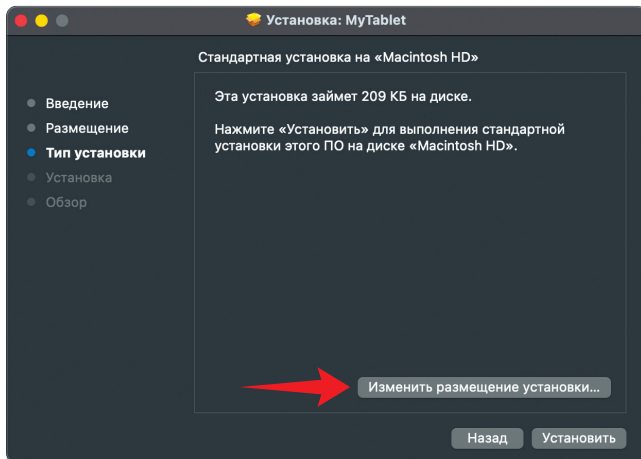 Установка: MyTablet
Стандартная установка на «Macintosh HD»
Введение
Размещение
Тип установки
Установка
Обзор
Эта установка займет 209 КБ на диске.
Нажмите «Установить» для выполнения стандартной
установки этого ПО на диске «Macintosh HD».
Изменить размещение установки...
Назад
Установить